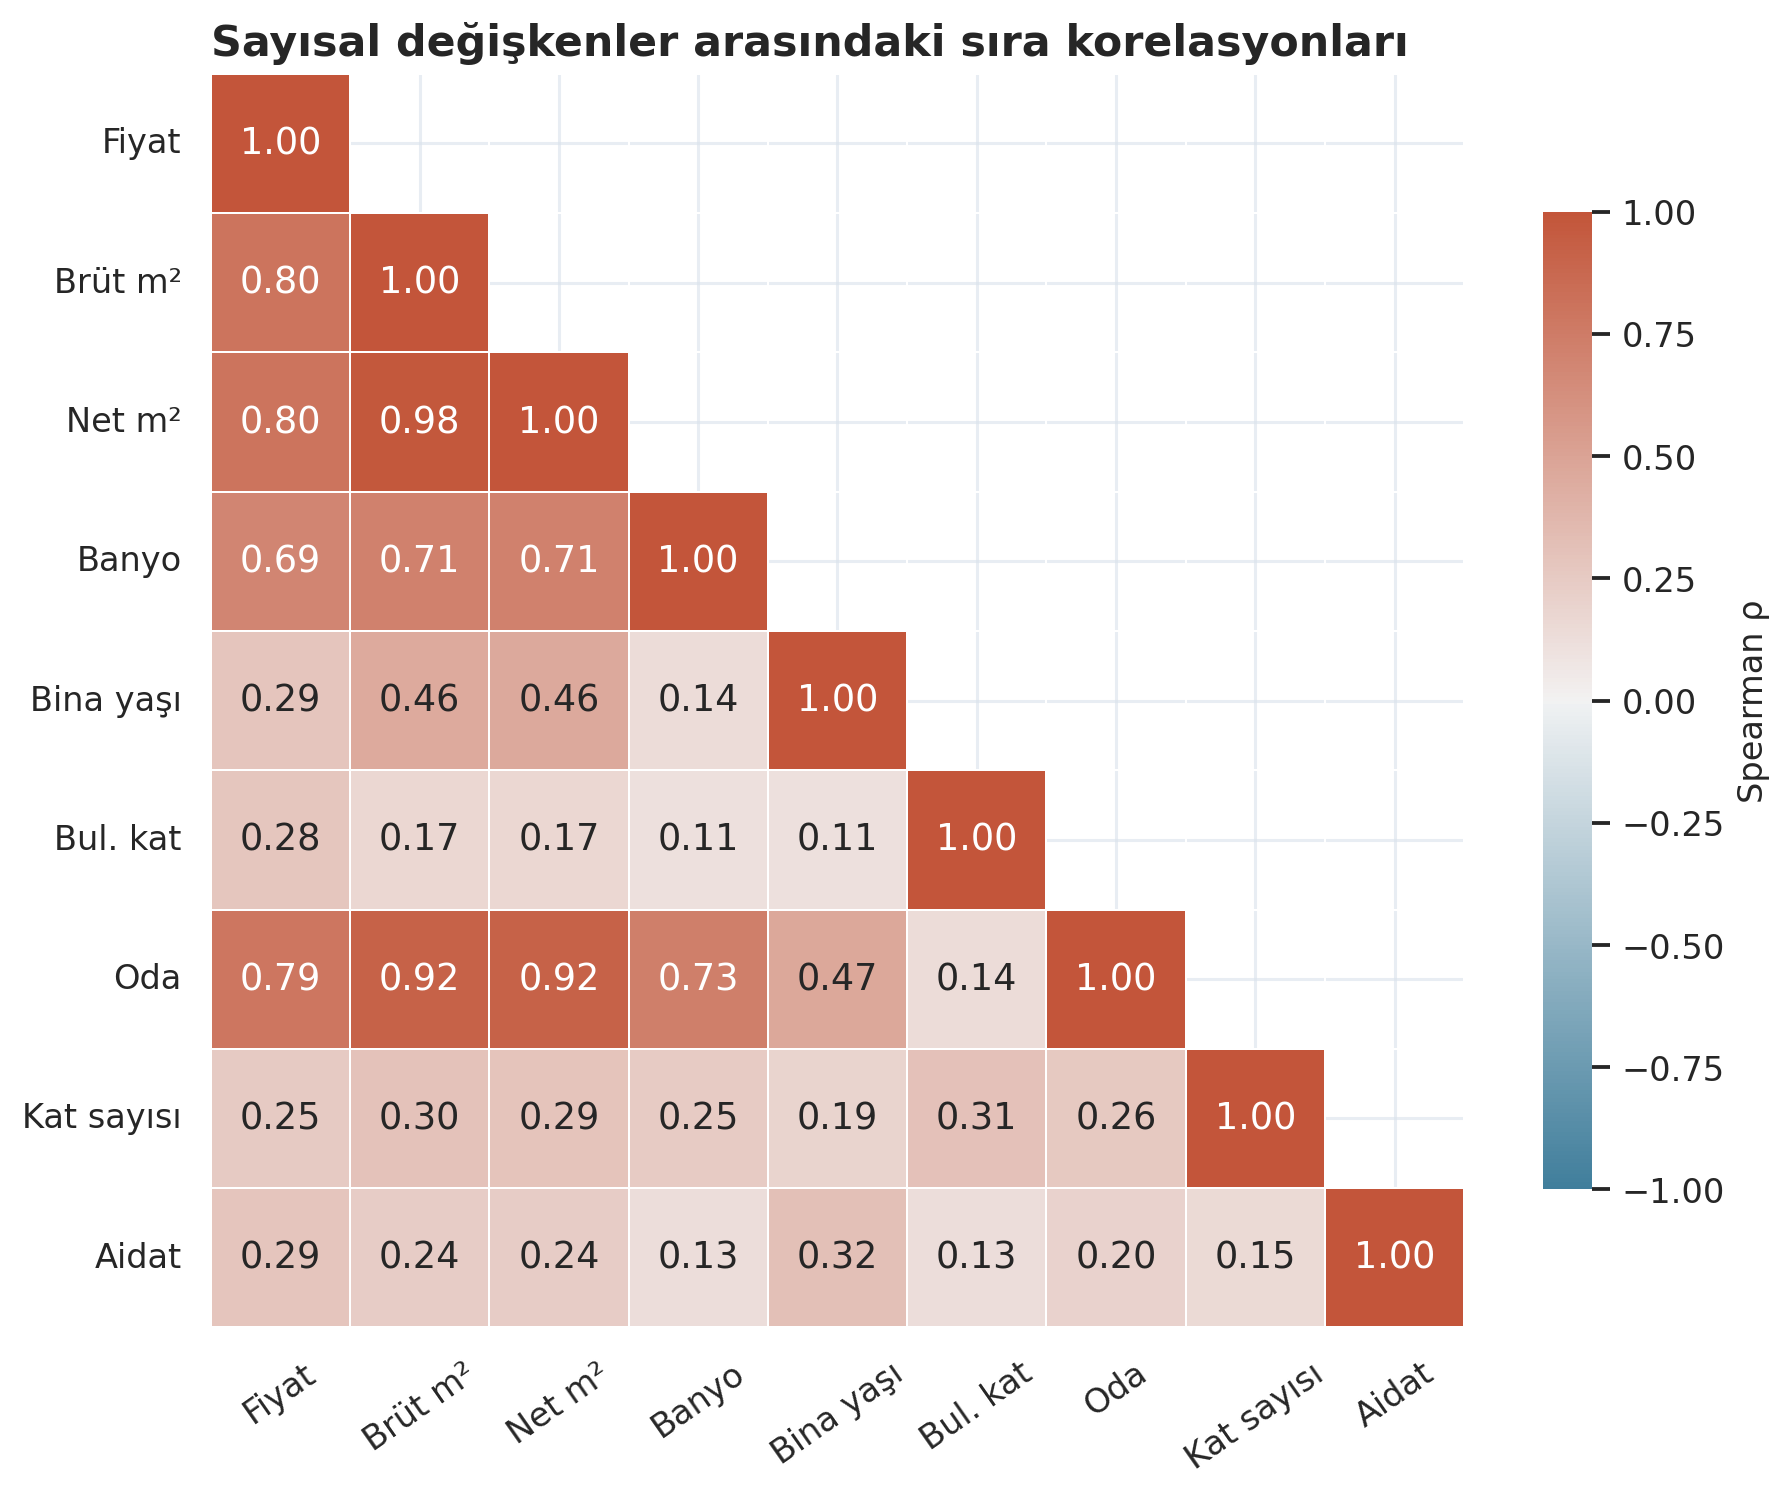 Sayısal değişkenler arasındaki sıra korelasyonları
Fiyat 1.00
Brüt m² 0.80 1.00
Net m² 0.80 0.98 1.00
Banyo 0.69 0.71 0.71 1.00
Bina yaşı 0.29 0.46 0.46 0.14 1.00
Bul. kat 0.28 0.17 0.17 0.11 0.11 1.00
Oda 0.79 0.92 0.92 0.73 0.47 0.14 1.00
Kat sayısı 0.25 0.30 0.29 0.25 0.19 0.31 0.26 1.00
Aidat 0.29 0.24 0.24 0.13 0.32 0.13 0.20 0.15 1.00
Fiyat Brüt m² Net m² Banyo Bina yaşı Bul. kat Oda Kat sayısı Aidat
1.00
0.75
0.50
0.25
0.00
−0.25
−0.50
−0.75
−1.00
Spearman ρ